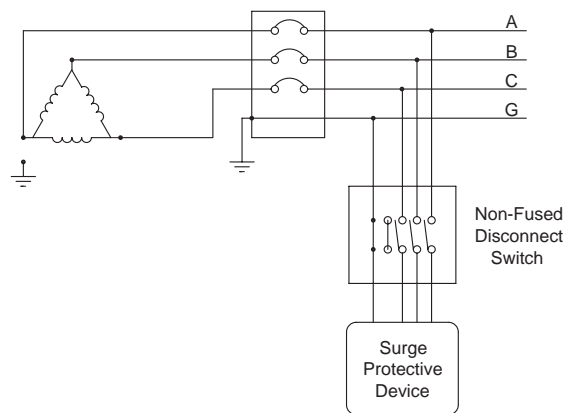 A
B
C
G
Non-Fused
Disconnect
Switch
Surge
Protective
Device